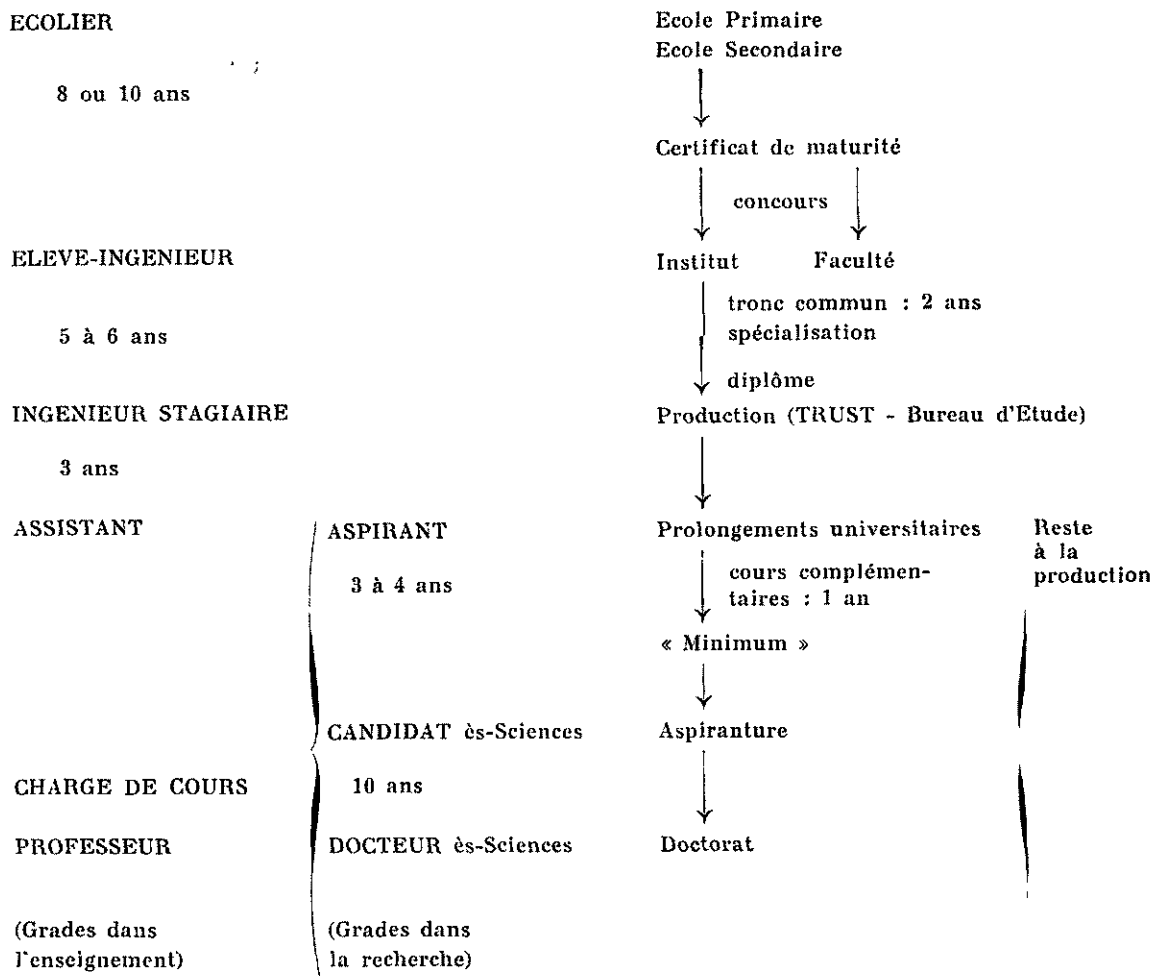 ECOLIER
Ecole Primaire
Ecole Secondaire
8 ou 10 ans
Certificat de maturité
concours
ELEVE-INGENIEUR
Institut Faculté
tronc commun : 2 ans
spécialisation
5 à 6 ans
diplôme
INGENIEUR STAGIAIRE
Production (TRUST - Bureau d'Etude)
3 ans
ASSISTANT
ASPIRANT
Prolongements universitaires
Reste
à la
production
3 à 4 ans
cours complémen-
taires : 1 an
« Minimum »
CANDIDAT ès-Sciences
Aspiranture
CHARGE DE COURS
10 ans
PROFESSEUR
DOCTEUR ès-Sciences
Doctorat
(Grades dans
l'enseignement)
(Grades dans
la recherche)